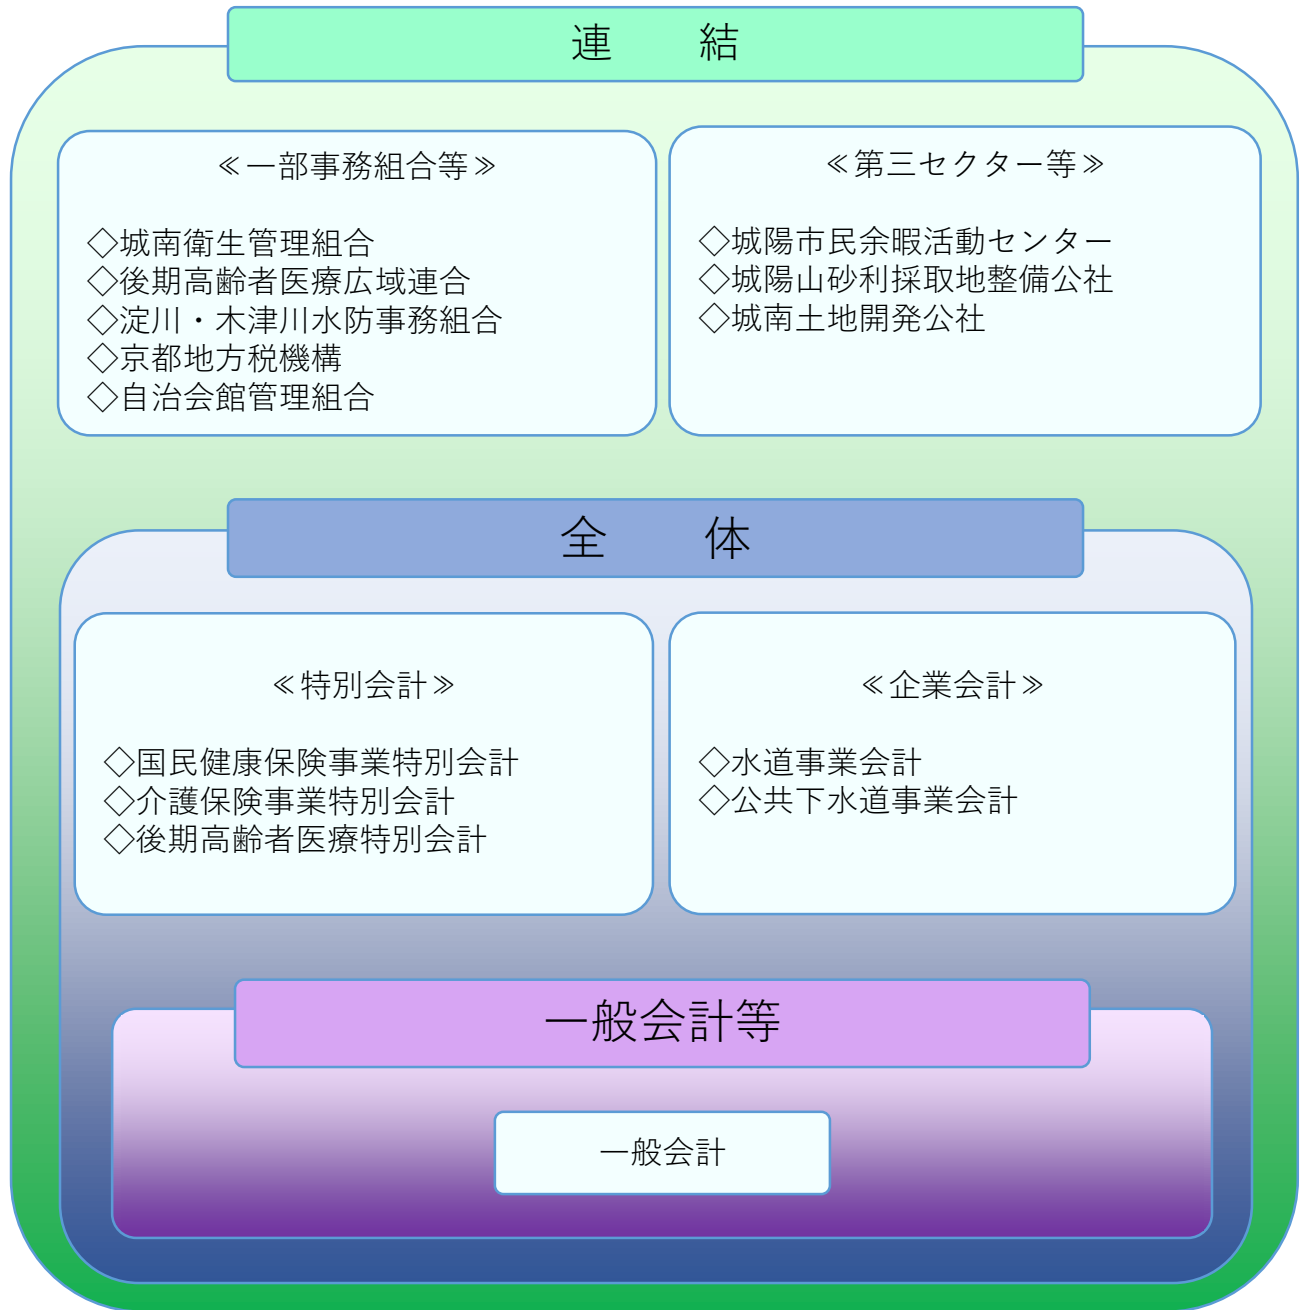 連　　結
≪一部事務組合等≫
◇城南衛生管理組合
◇後期高齢者医療広域連合
◇淀川・木津川水防事務組合
◇京都地方税機構
◇自治会館管理組合
≪第三セクター等≫
◇城陽市民余暇活動センター
◇城陽山砂利採取地整備公社
◇城南土地開発公社
全　　体
≪特別会計≫
◇国民健康保険事業特別会計
◇介護保険事業特別会計
◇後期高齢者医療特別会計
≪企業会計≫
◇水道事業会計
◇公共下水道事業会計
一般会計等
一般会計